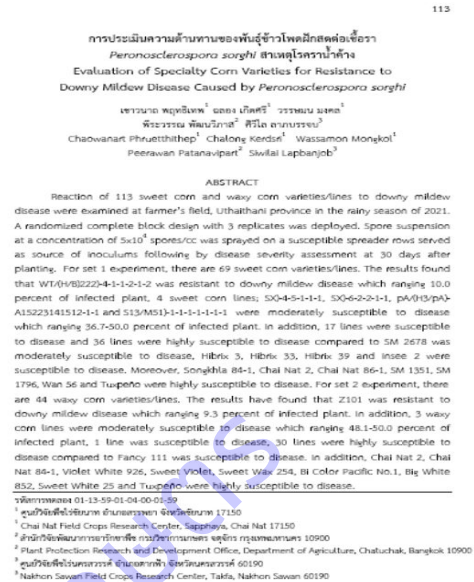 113
การประเมินความต้านทานของพันธุ์ข้าวโพดฝักสดต่อเชื้อรา
Peronosclerospora sorghi สาเหตุโรคราน้ำค้าง
Evaluation of Specialty Corn Varieties for Resistance to
Downy Mildew Disease Caused by Peronosclerospora sorghi
เชาวนาถ พฤทธิเทพ¹ ฉลอง เกิดศรี¹ วรรษมน มงคล¹
พีระวรรณ พัฒนวิภาส² ศิวิไล ลาภบรรจบ³
Chaowanart Phruetthithep¹ Chalong Kerdsri¹ Wassamon Mongkol¹
Peerawan Patanavipart² Siwilai Lapbanjob³
ABSTRACT
Reaction of 113 sweet corn and waxy corn varieties/lines to downy mildew
disease were examined at farmer's field, Uthaithani province in the rainy season of 2021.
A randomized complete block design with 3 replicates was deployed. Spore suspension
at a concentration of 5x10⁴ spores/cc was sprayed on a susceptible spreader rows served
as source of inoculums following by disease severity assessment at 30 days after
planting. For set 1 experiment, there are 69 sweet corn varieties/lines. The results found
that WT/(H/B)222)-4-1-1-2-1-2 was resistant to downy mildew disease which ranging 10.0
percent of infected plant, 4 sweet corn lines; SX)-4-5-1-1-1, SX)-6-2-2-1-1, pA/(H3/pA)-
A15223141512-1-1 and S13/MS1)-1-1-1-1-1-1-1 were moderately susceptible to disease
which ranging 36.7-50.0 percent of infected plant. In addition, 17 lines were susceptible
to disease and 36 lines were highly susceptible to disease compared to SM 2678 was
moderately susceptible to disease, Hibrix 3, Hibrix 33, Hibrix 39 and Insee 2 were
susceptible to disease. Moreover, Songkhla 84-1, Chai Nat 2, Chai Nat 86-1, SM 1351, SM
1796, Wan 56 and Tuxpeño were highly susceptible to disease. For set 2 experiment, there
are 44 waxy corn varieties/lines. The results have found that Z101 was resistant to
downy mildew disease which ranging 9.3 percent of infected plant. In addition, 3 waxy
corn lines were moderately susceptible to disease which ranging 48.1-50.0 percent of
infected plant, 1 line was susceptible to disease, 30 lines were highly susceptible to
disease compared to Fancy 111 was susceptible to disease. In addition, Chai Nat 2, Chai
Nat 84-1, Violet White 926, Sweet Violet, Sweet Wax 254, Bi Color Pacific No.1, Big White
852, Sweet White 25 and Tuxpeño were highly susceptible to disease.
รหัสการทดลอง 01-13-59-01-04-00-01-59
¹ ศูนย์วิจัยพืชไร่ชัยนาท อำเภอสรรพยา จังหวัดชัยนาท 17150
¹ Chai Nat Field Crops Research Center, Sapphaya, Chai Nat 17150
² สำนักวิจัยพัฒนาการอารักขาพืช กรมวิชาการเกษตร จตุจักร กรุงเทพมหานคร 10900
² Plant Protection Research and Development Office, Department of Agriculture, Chatuchak, Bangkok 10900
³ ศูนย์วิจัยพืชไร่นครสวรรค์ อำเภอตากฟ้า จังหวัดนครสวรรค์ 60190
³ Nakhon Sawan Field Crops Research Center, Takfa, Nakhon Sawan 60190